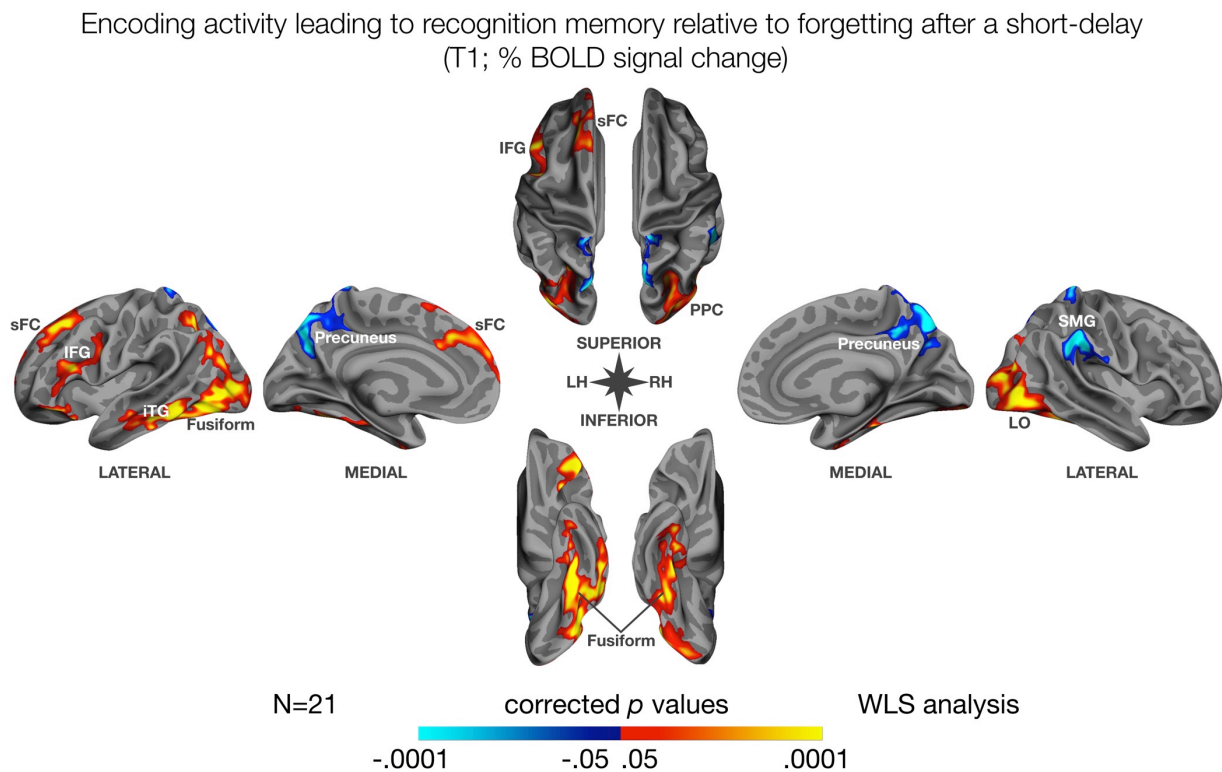 Encoding activity leading to recognition memory relative to forgetting after a short-delay
(T1; % BOLD signal change)
sFC
IFG
PPC
SUPERIOR
LH RH
INFERIOR
sFC
IFG
iTG
Fusiform
LATERAL
Precuneus
sFC
MEDIAL
Precuneus
MEDIAL
SMG
LO
LATERAL
Fusiform
N=21 corrected p values WLS analysis
-.0001 -.05 .05 .0001